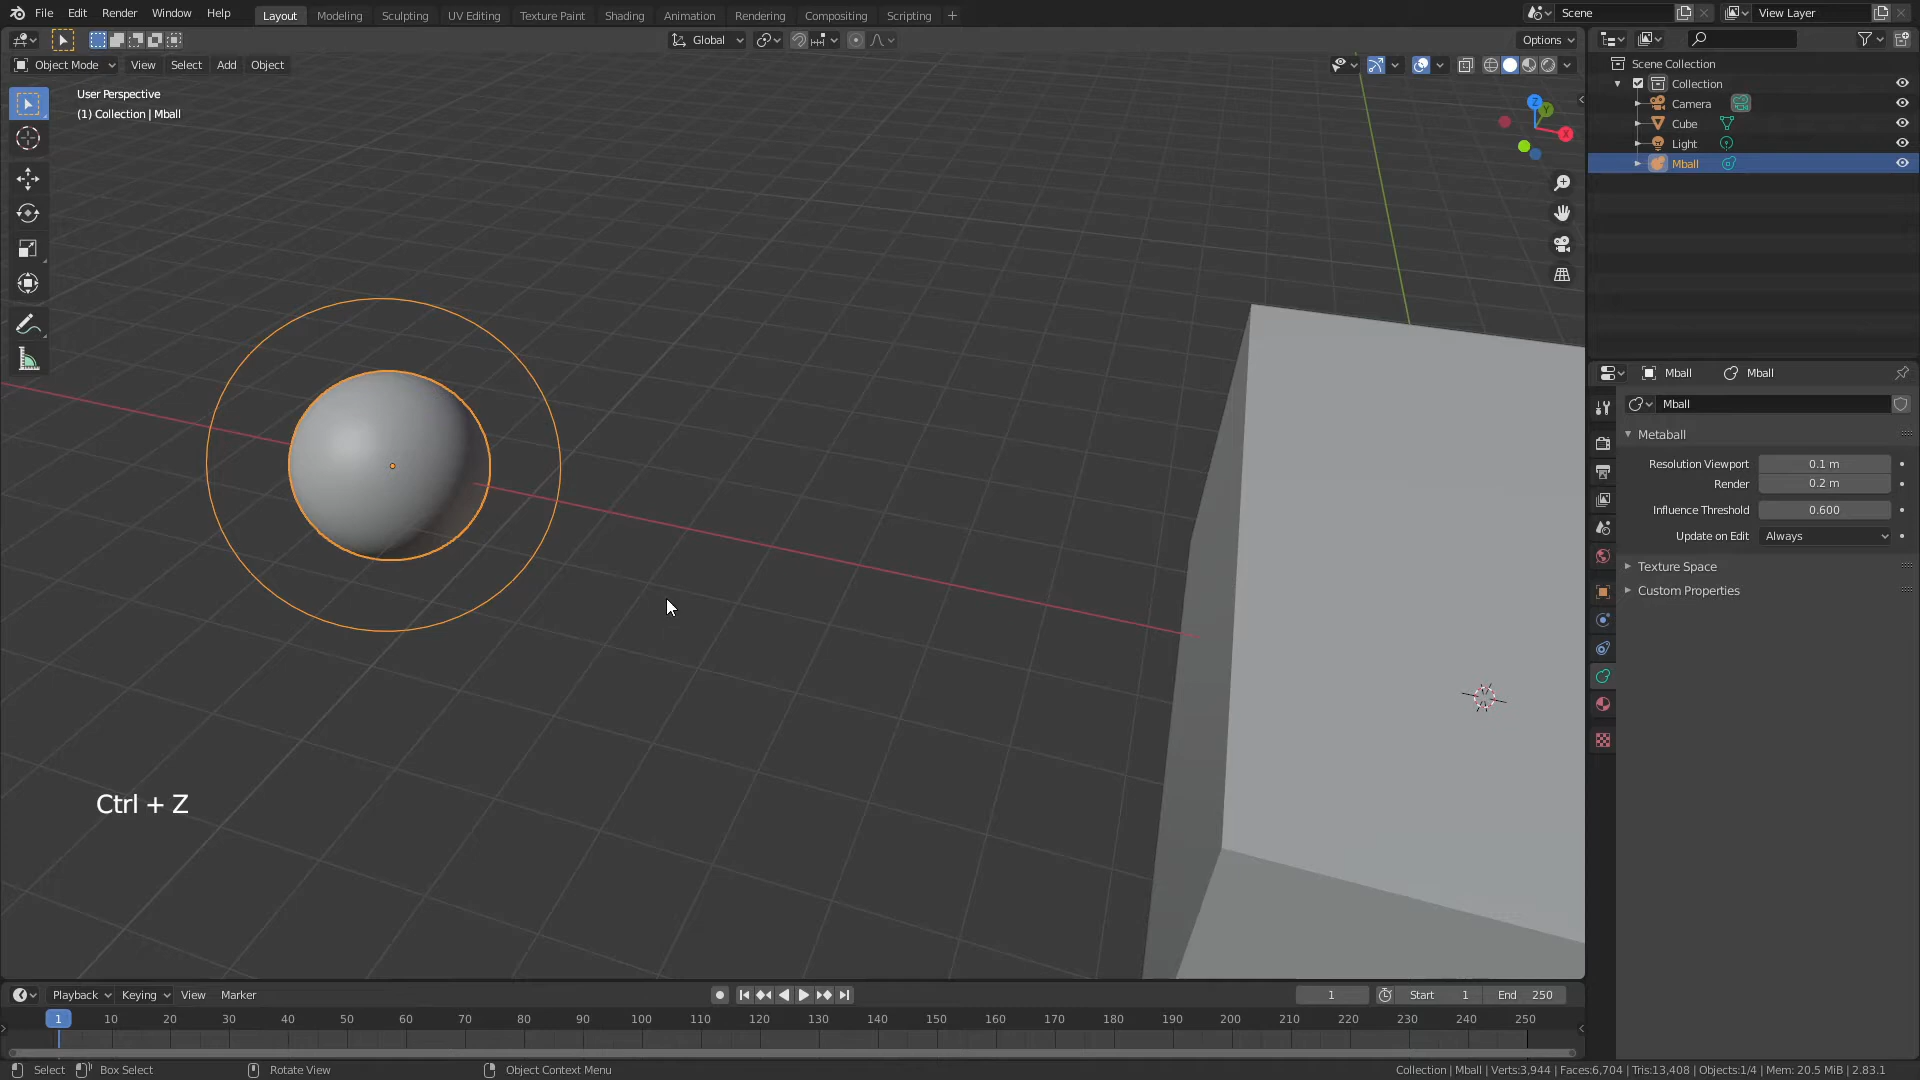 File Edit Render Window Help Layout Modeling Sculpting UV Editing Texture Paint Shading Animation Rendering Compositing Scripting + Scene View Layer
Global Options
Object Mode View Select Add Object
User Perspective
(1) Collection | Mball
Z
Y
X
Scene Collection
Collection
Camera
Cube
Light
Mball
Mball Mball
Mball
Metaball
Resolution Viewport 0.1 m
Render 0.2 m
Influence Threshold 0.600
Update on Edit Always
Texture Space
Custom Properties
Ctrl + Z
Playback Keying View Marker 1 Start 1 End 250
1 10 20 30 40 50 60 70 80 90 100 110 120 130 140 150 160 170 180 190 200 210 220 230 240 250
Select Box Select Rotate View Object Context Menu Collection | Mball | Verts:3,944 | Faces:6,704 | Tris:13,408 | Objects:1/4 | Mem: 20.5 MiB | 2.83.1